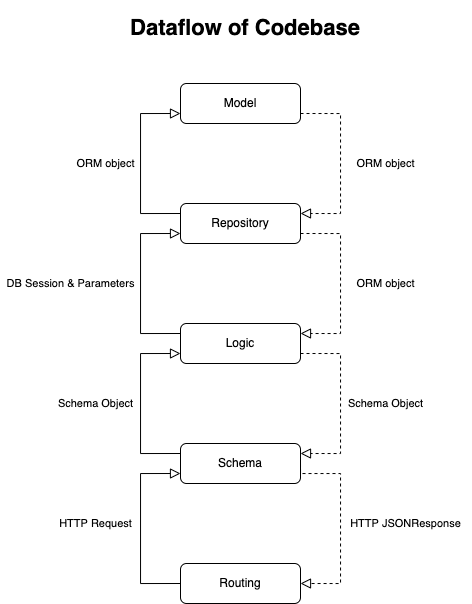 Dataflow of Codebase
Model
ORM object
ORM object
Repository
DB Session & Parameters
ORM object
Logic
Schema Object
Schema Object
Schema
HTTP Request
HTTP JSONResponse
Routing